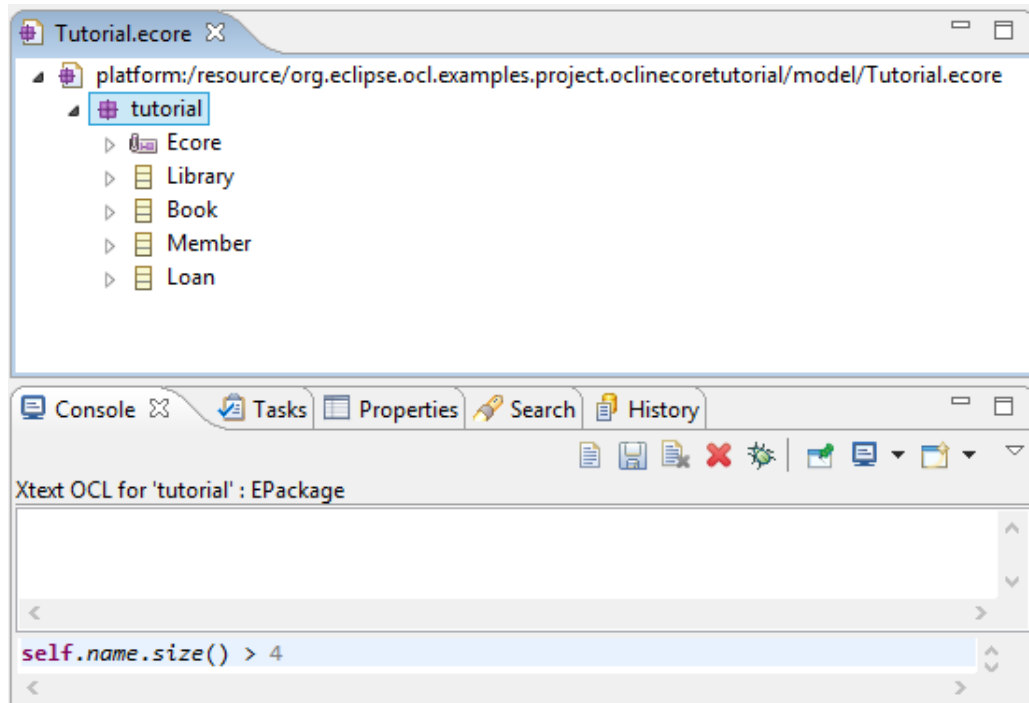 Tutorial.ecore
platform:/resource/org.eclipse.ocl.examples.project.oclinecoretutorial/model/Tutorial.ecore
tutorial
Ecore
Library
Book
Member
Loan
Console Tasks Properties Search History
Xtext OCL for 'tutorial' : EPackage
self.name.size() > 4